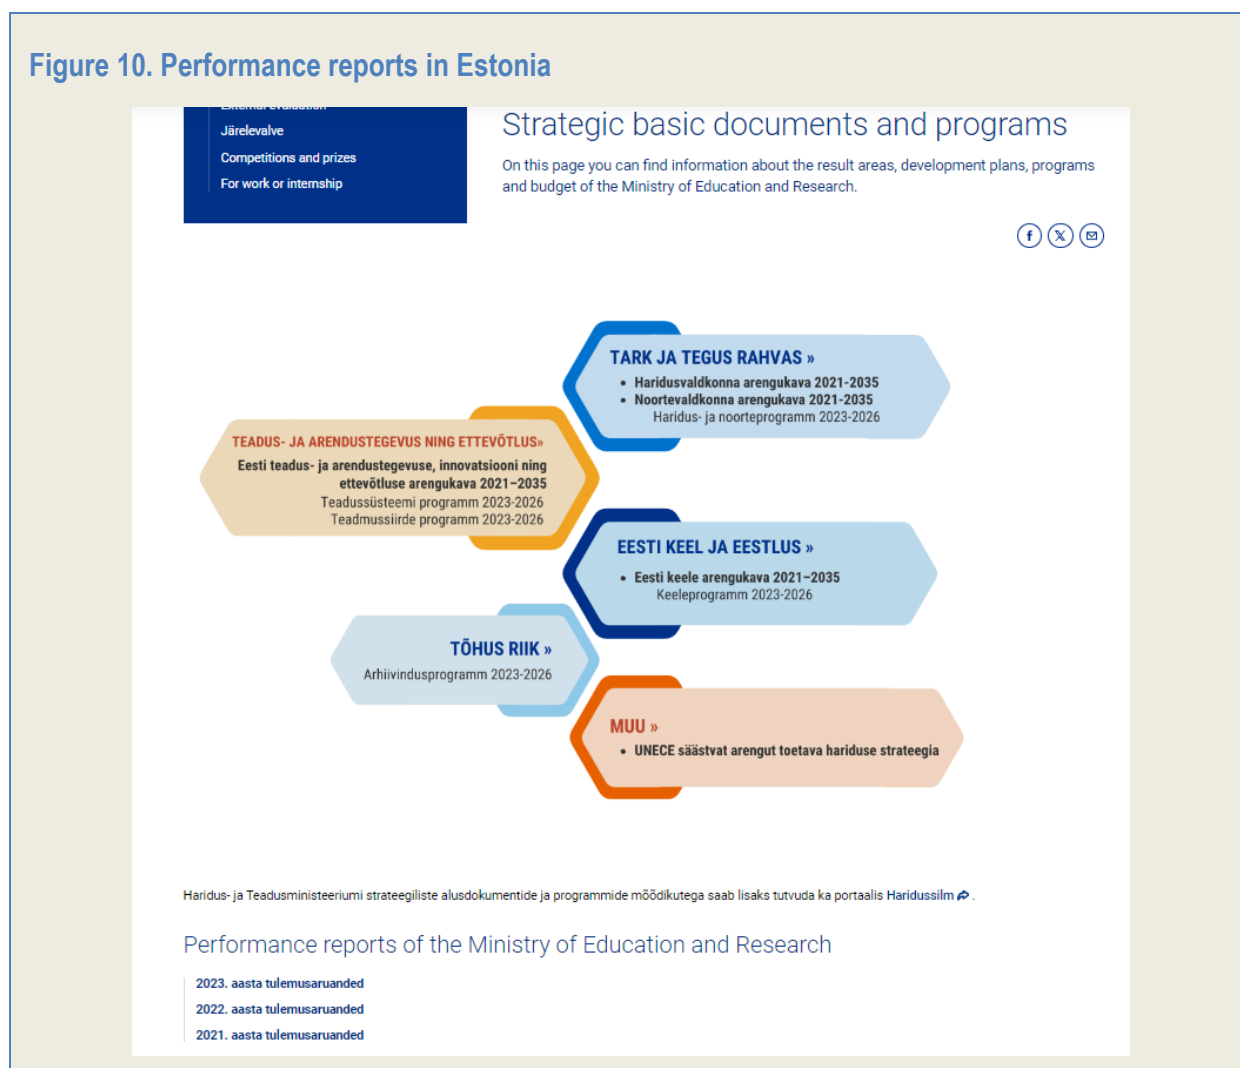 Figure 10. Performance reports in Estonia
External evaluation
Järelevalve
Competitions and prizes
For work or internship
Strategic basic documents and programs
On this page you can find information about the result areas, development plans, programs
and budget of the Ministry of Education and Research.
TARK JA TEGUS RAHVAS »
• Haridusvaldkonna arengukava 2021-2035
• Noortevaldkonna arengukava 2021-2035
Haridus- ja noorteprogramm 2023-2026
TEADUS- JA ARENDUSTEGEVUS NING ETTEVÕTLUS»
Eesti teadus- ja arendustegevuse, innovatsiooni ning
ettevõtluse arengukava 2021–2035
Teadussüsteemi programm 2023-2026
Teadmussiirde programm 2023-2026
EESTI KEEL JA EESTLUS »
• Eesti keele arengukava 2021–2035
Keeleprogramm 2023-2026
TÕHUS RIIK »
Arhiivindusprogramm 2023-2026
MUU »
• UNECE säästvat arengut toetava hariduse strateegia
Haridus- ja Teadusministeeriumi strateegiliste alusdokumentide ja programmide mõõdikutega saab lisaks tutvuda ka portaalis Haridussilm .
Performance reports of the Ministry of Education and Research
2023. aasta tulemusaruanded
2022. aasta tulemusaruanded
2021. aasta tulemusaruanded